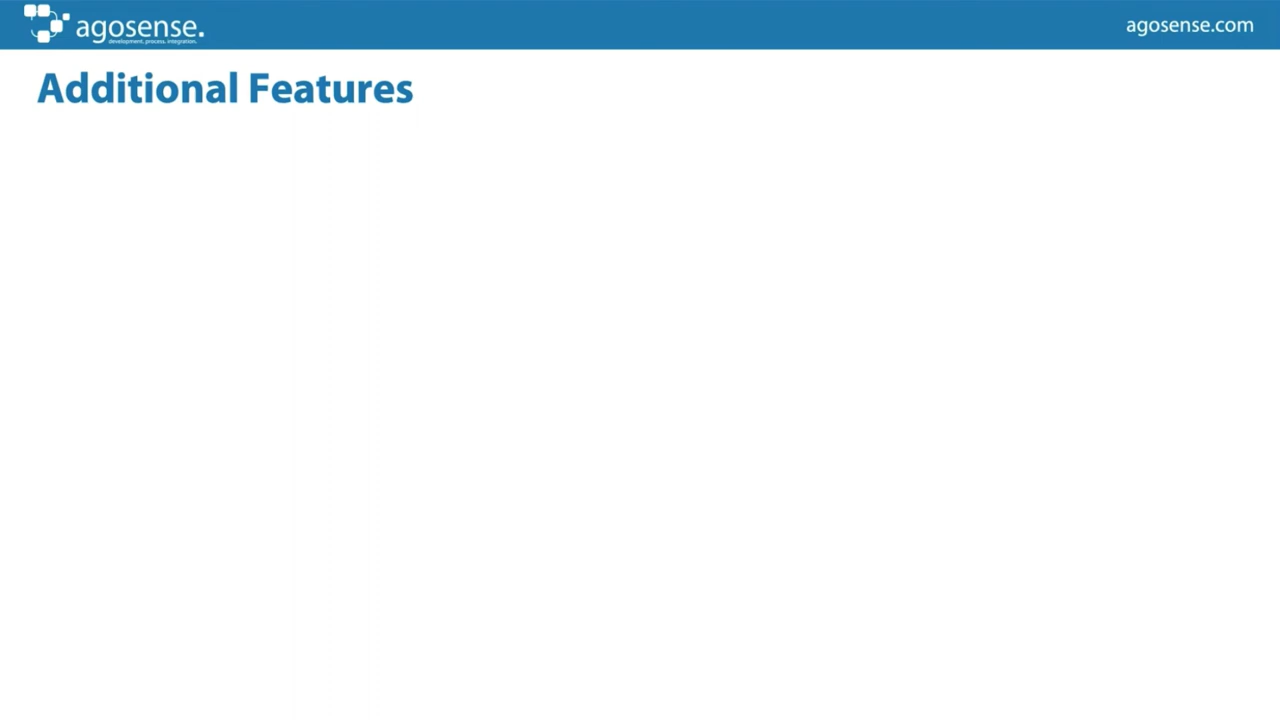 agosense.
development. process. integration.
agosense.com
Additional Features